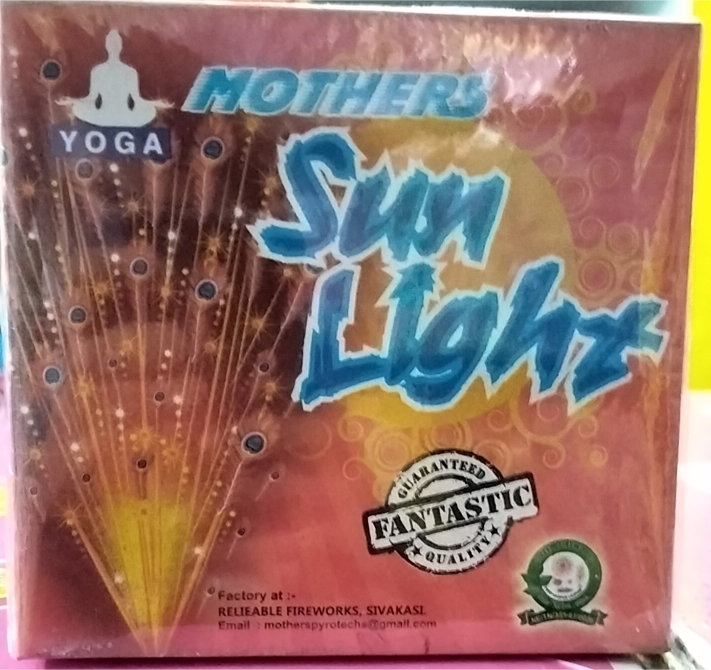 YOGA
MOTHERS
Sun
Light
GUARANTEED
FANTASTIC
QUALITY
Factory at :-
RELIEABLE FIREWORKS, SIVAKASI.
Email : motherspyrotechs@gmail.com